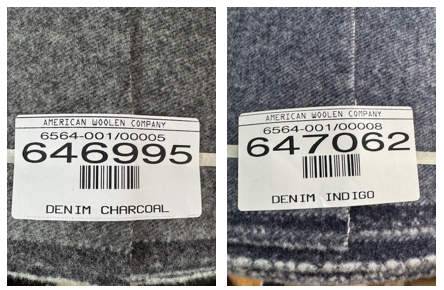 AMERICAN WOOLEN COMPANY
6564-001/00005
646995
DENIM CHARCOAL
AMERICAN WOOLEN COMPANY
6564-001/00008
647062
DENIM INDIGO